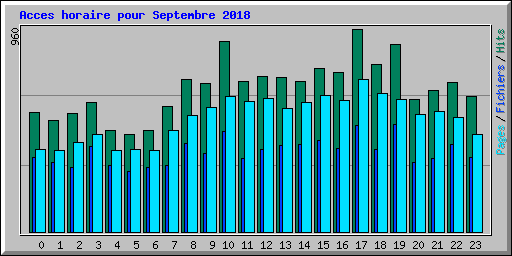 Acces horaire pour Septembre 2018
960
Pages / Fichiers / Hits
0 1 2 3 4 5 6 7 8 9 10 11 12 13 14 15 16 17 18 19 20 21 22 23